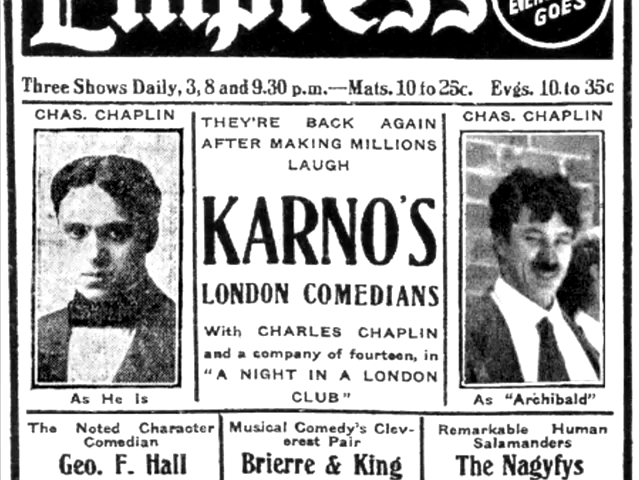 Empress
GOES
Three Shows Daily, 3, 8 and 9.30 p.m.—Mats. 10 to 25c. Evgs. 10 to 35c
CHAS. CHAPLIN
As He Is
THEY'RE BACK AGAIN
AFTER MAKING MILLIONS
LAUGH
KARNO'S
LONDON COMEDIANS
With CHARLES CHAPLIN
and a company of fourteen, in
"A NIGHT IN A LONDON
CLUB"
CHAS. CHAPLIN
As "Archibald"
The Noted Character
Comedian
Geo. F. Hall
Musical Comedy's Clev-
erest Pair
Brierre & King
Remarkable Human
Salamanders
The Nagyfys